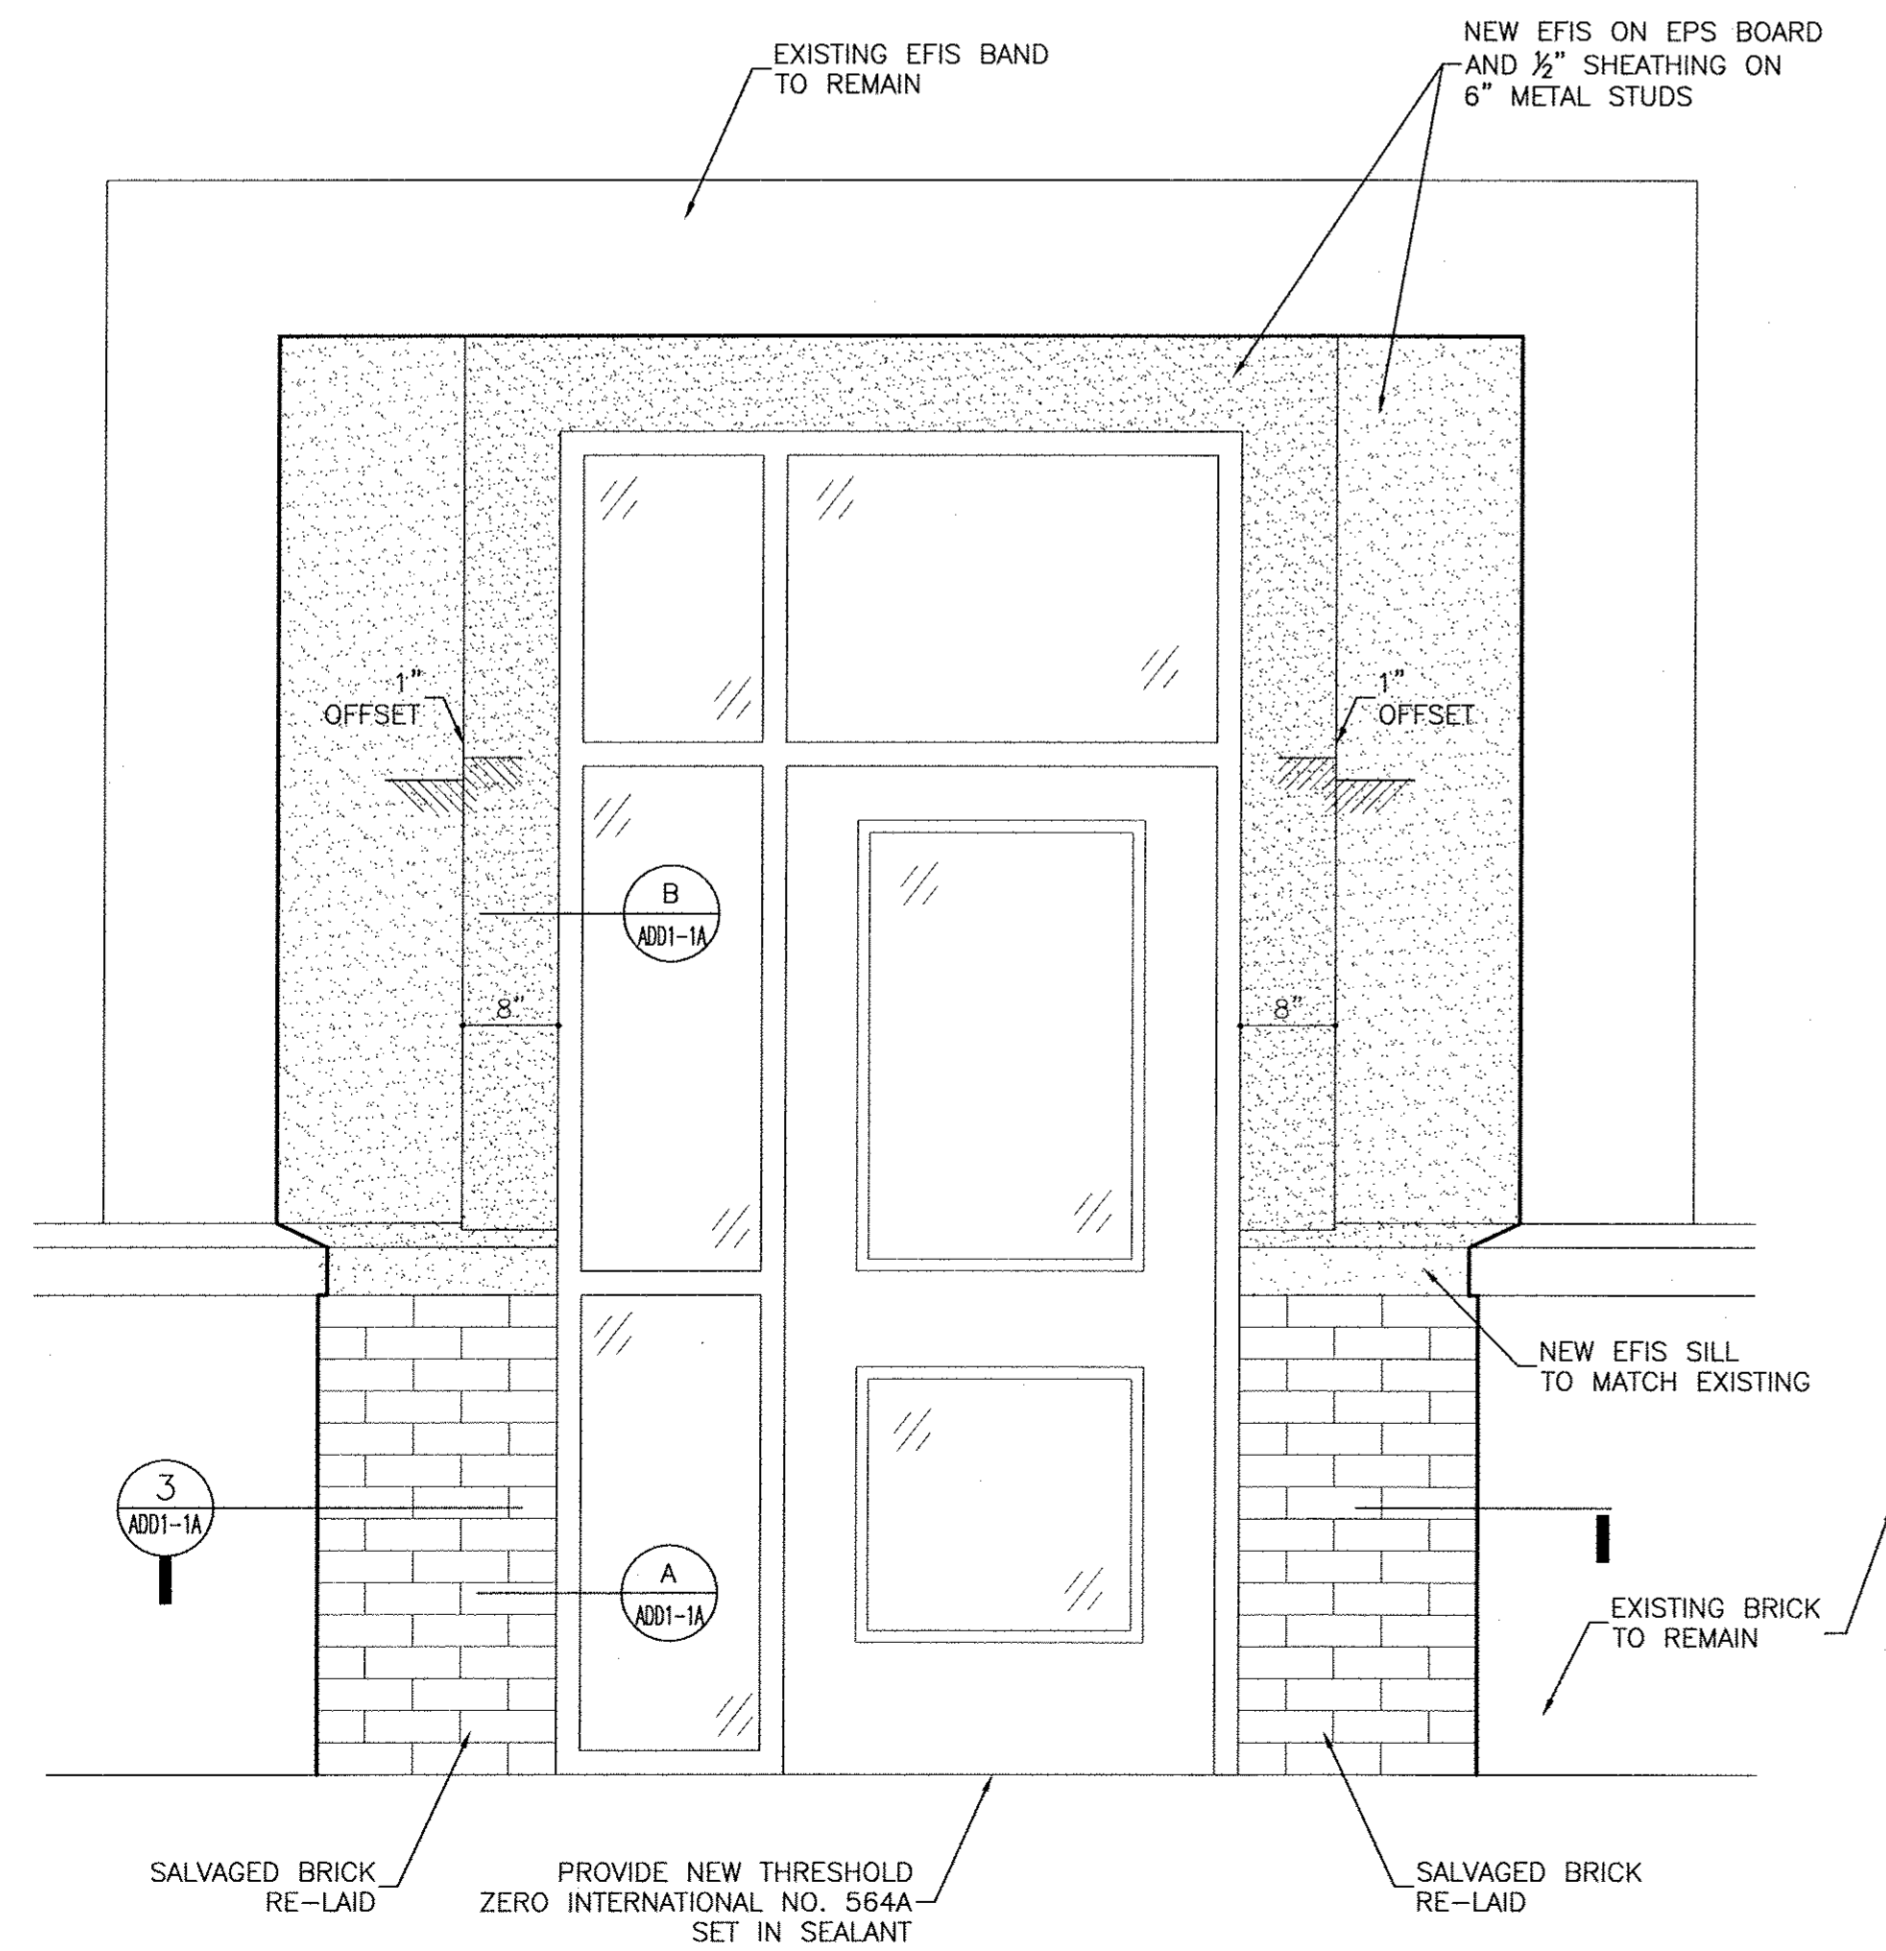 NEW EFIS ON EPS BOARD
AND ½" SHEATHING ON
6" METAL STUDS
EXISTING EFIS BAND
TO REMAIN
1"
OFFSET
1"
OFFSET
B
ADD1-1A
8"
8"
NEW EFIS SILL
TO MATCH EXISTING
3
ADD1-1A
A
ADD1-1A
EXISTING BRICK
TO REMAIN
SALVAGED BRICK
RE-LAID
PROVIDE NEW THRESHOLD
ZERO INTERNATIONAL NO. 564A
SET IN SEALANT
SALVAGED BRICK
RE-LAID